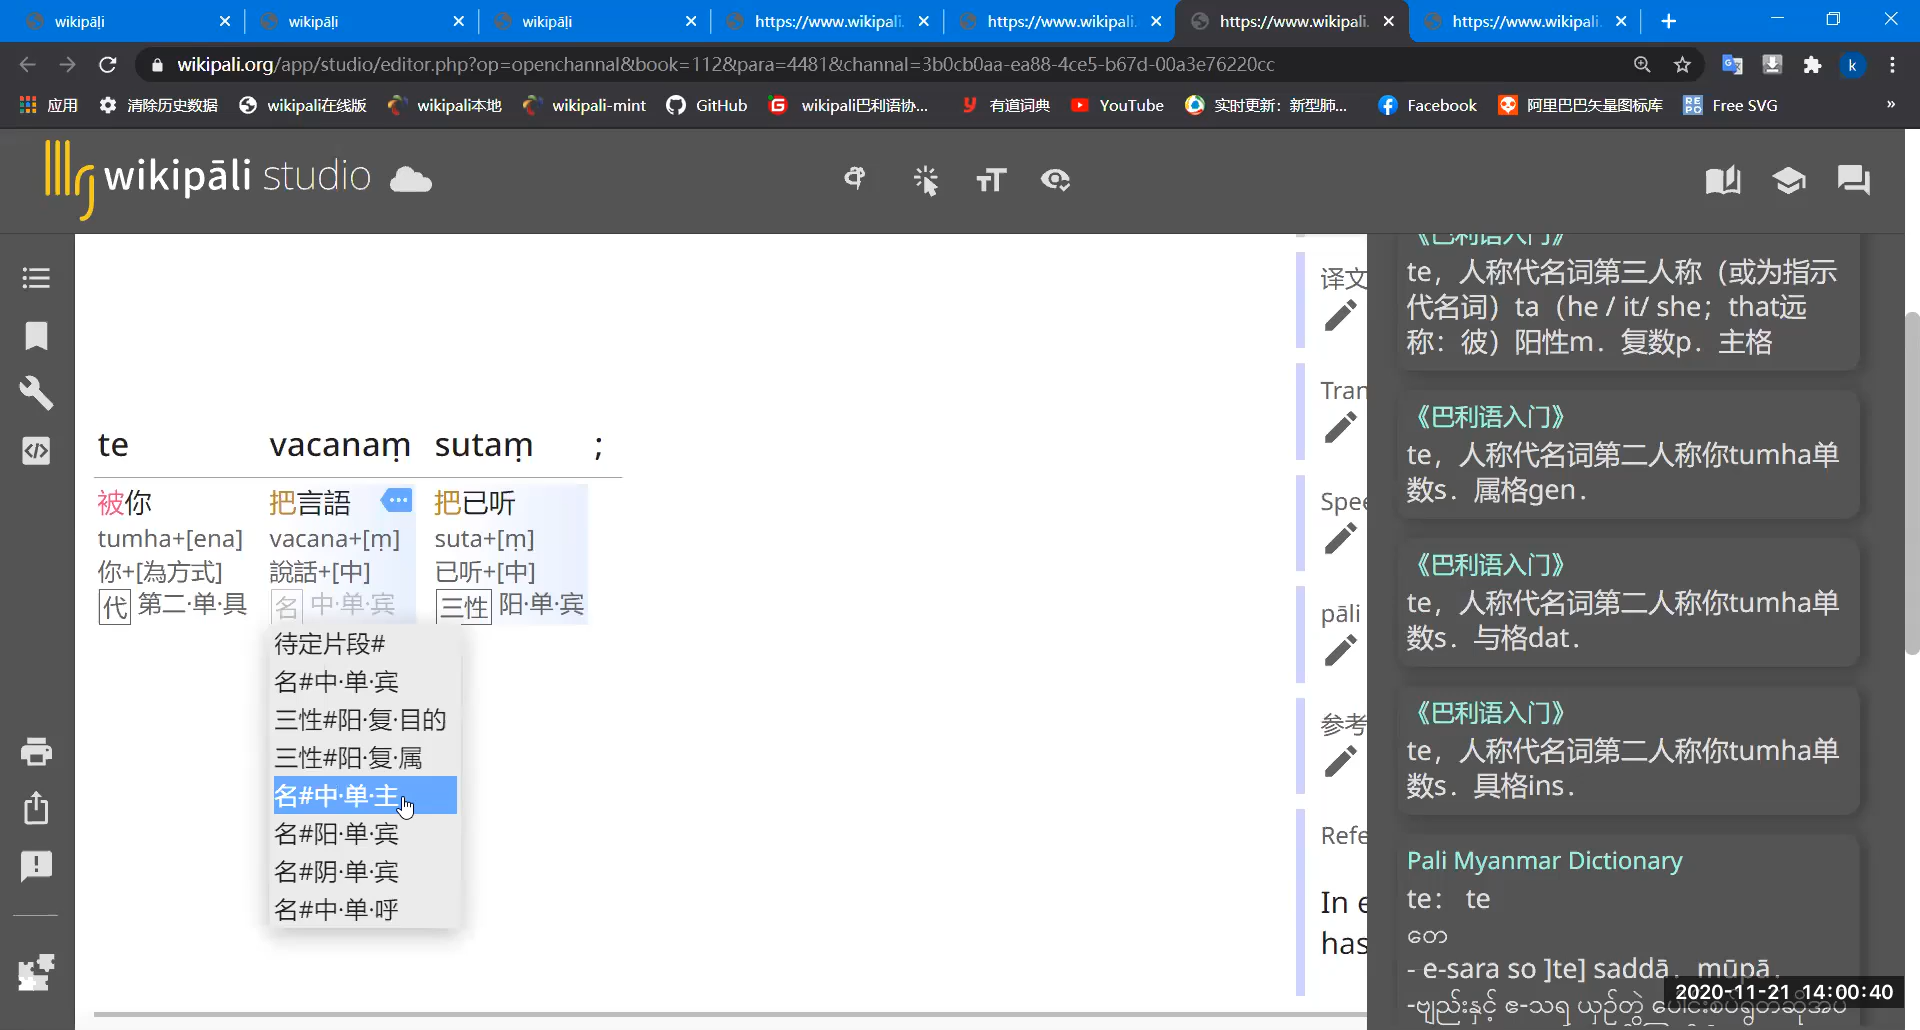 wikipāḷi
wikipāḷi
wikipāḷi
https://www.wikipali.
https://www.wikipali.
https://www.wikipali.
https://www.wikipali.
wikipali.org/app/studio/editor.php?op=openchannal&book=112&para=4481&channal=3b0cb0aa-ea88-4ce5-b67d-00a3e76220cc
k
应用
清除历史数据
wikipali在线版
wikipali本地
wikipali-mint
GitHub
wikipali巴利语协...
有道词典
YouTube
实时更新：新型肺...
Facebook
阿里巴巴矢量图标库
Free SVG
»
wikipāli studio
te vacanaṃ sutaṃ ;
被你 把言語 把已听
tumha+[ena] vacana+[ṃ] suta+[ṃ]
你+[為方式] 說話+[中] 已听+[中]
代 第二·单·具 名 中·单·宾 三性 阳·单·宾
待定片段#
名#中·单·宾
三性#阳·复·目的
三性#阳·复·属
名#中·单·主
名#阳·单·宾
名#阴·单·宾
名#中·单·呼
译文
Tran
Spee
pāli
参考
Refe
In e
has
《巴利语入门》
te，人称代名词第三人称（或为指示
代名词）ta（he / it/ she；that远
称：彼）阳性m．复数p．主格
《巴利语入门》
te，人称代名词第二人称你tumha单
数s．属格gen．
《巴利语入门》
te，人称代名词第二人称你tumha单
数s．与格dat．
《巴利语入门》
te，人称代名词第二人称你tumha单
数s．具格ins．
Pali Myanmar Dictionary
te： te
တေ
- e-sara so ]te] saddā．mūpā．
2020-11-21 14:00:40